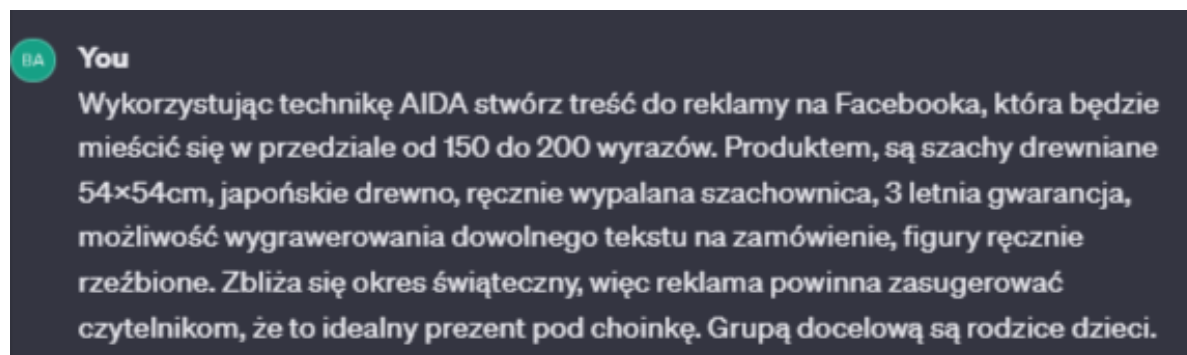 BA
You
Wykorzystując technikę AIDA stwórz treść do reklamy na Facebooka, która będzie
mieścić się w przedziale od 150 do 200 wyrazów. Produktem, są szachy drewniane
54×54cm, japońskie drewno, ręcznie wypalana szachownica, 3 letnia gwarancja,
możliwość wygrawerowania dowolnego tekstu na zamówienie, figury ręcznie
rzeźbione. Zbliża się okres świąteczny, więc reklama powinna zasugerować
czytelnikom, że to idealny prezent pod choinkę. Grupą docelową są rodzice dzieci.